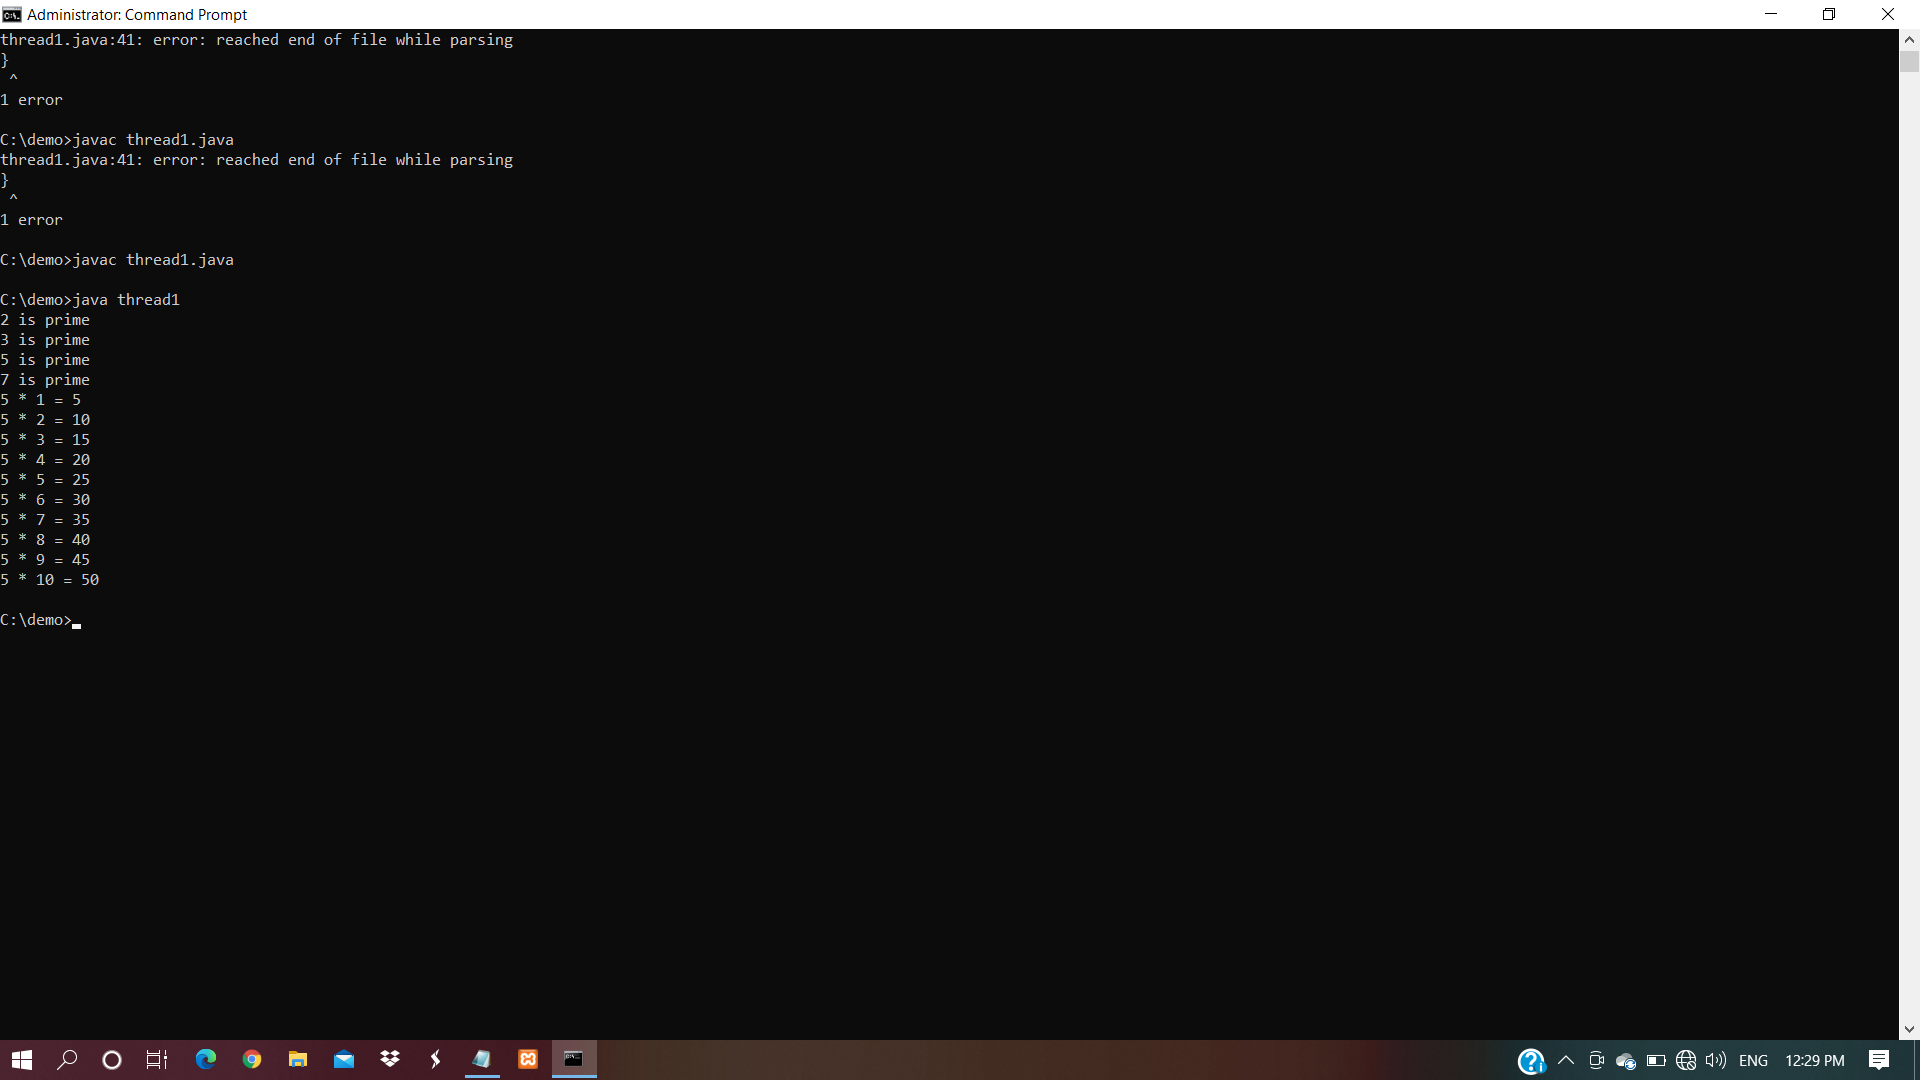 Administrator: Command Prompt
thread1.java:41: error: reached end of file while parsing
}
^
1 error
C:\demo>javac thread1.java
thread1.java:41: error: reached end of file while parsing
}
^
1 error
C:\demo>javac thread1.java
C:\demo>java thread1
2 is prime
3 is prime
5 is prime
7 is prime
5 * 1 = 5
5 * 2 = 10
5 * 3 = 15
5 * 4 = 20
5 * 5 = 25
5 * 6 = 30
5 * 7 = 35
5 * 8 = 40
5 * 9 = 45
5 * 10 = 50
C:\demo>
ENG 12:29 PM